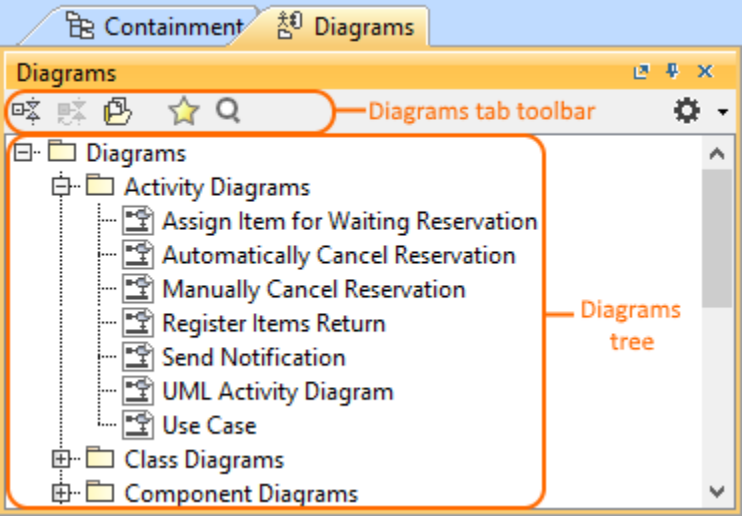 Containment
Diagrams
Diagrams
Diagrams tab toolbar
Diagrams
Activity Diagrams
Assign Item for Waiting Reservation
Automatically Cancel Reservation
Manually Cancel Reservation
Register Items Return
Send Notification
UML Activity Diagram
Use Case
Class Diagrams
Component Diagrams
Diagrams
tree